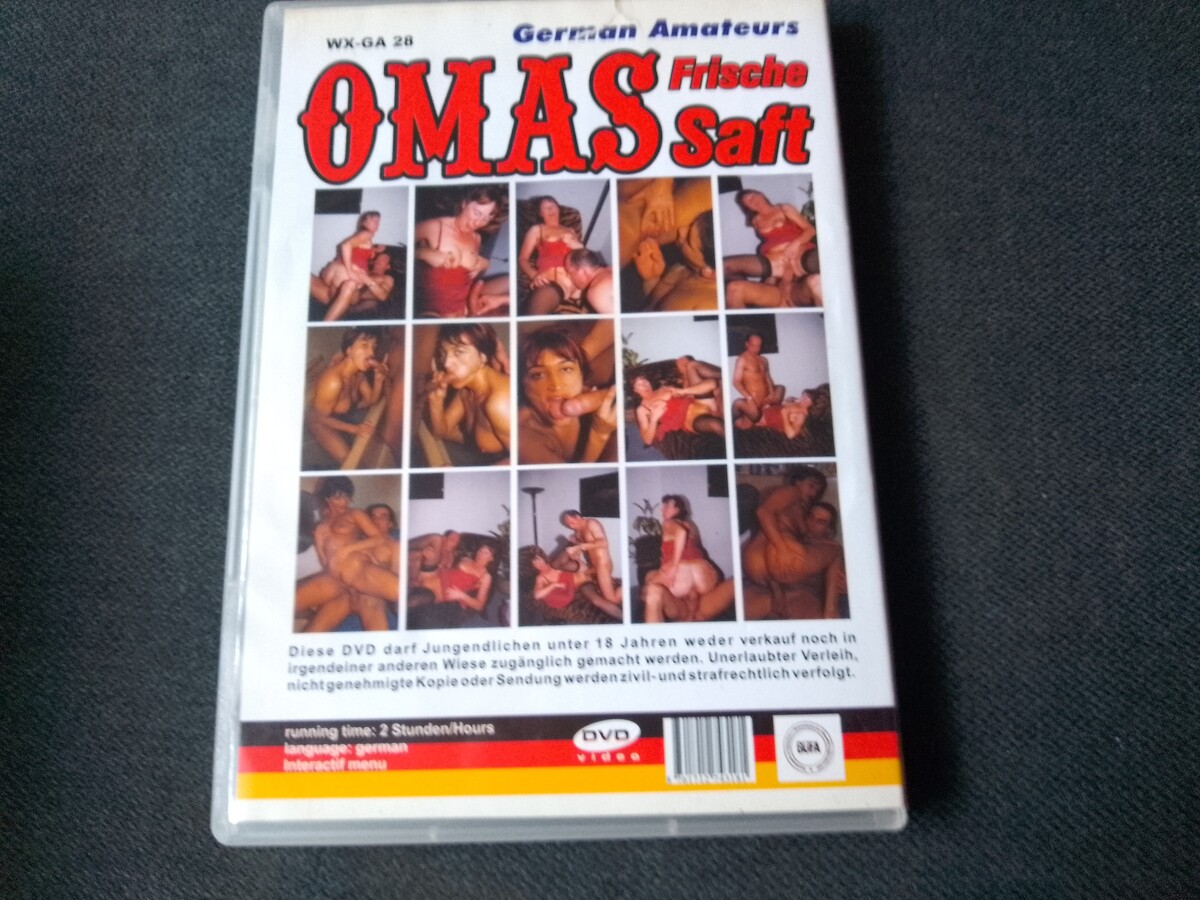 WX-GA 28
German Amateurs
OMAS Frische
Saft
Diese DVD darf Jungendlichen unter 18 Jahren weder verkauf noch in
irgendeiner anderen Wiese zugänglich gemacht werden. Unerlaubter Verleih,
nicht genehmigte Kopie oder Sendung werden zivil- und strafrechtlich verfolgt.
running time: 2 Stunden/Hours
language: german
Interactif menu
DVD
video